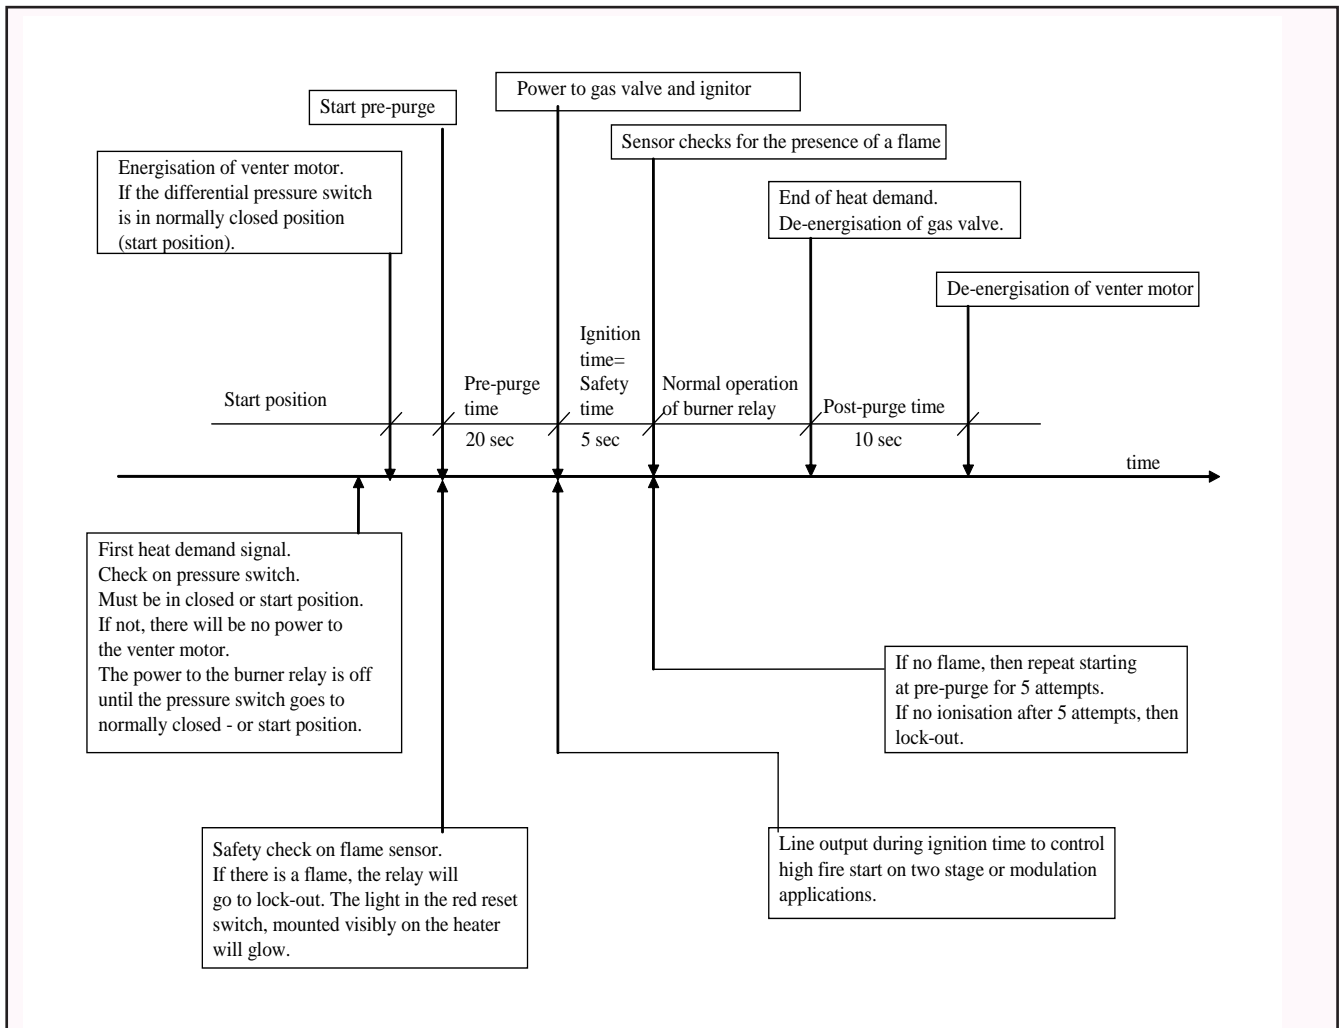 Power to gas valve and ignitor
Start pre-purge
Sensor checks for the presence of a flame
Energisation of venter motor.
If the differential pressure switch
is in normally closed position
(start position).
End of heat demand.
De-energisation of gas valve.
De-energisation of venter motor
Start position
Pre-purge
time
20 sec
Ignition
time=
Safety
time
5 sec
Normal operation
of burner relay
Post-purge time
10 sec
time
First heat demand signal.
Check on pressure switch.
Must be in closed or start position.
If not, there will be no power to
the venter motor.
The power to the burner relay is off
until the pressure switch goes to
normally closed - or start position.
If no flame, then repeat starting
at pre-purge for 5 attempts.
If no ionisation after 5 attempts, then
lock-out.
Safety check on flame sensor.
If there is a flame, the relay will
go to lock-out. The light in the red reset
switch, mounted visibly on the heater
will glow.
Line output during ignition time to control
high fire start on two stage or modulation
applications.